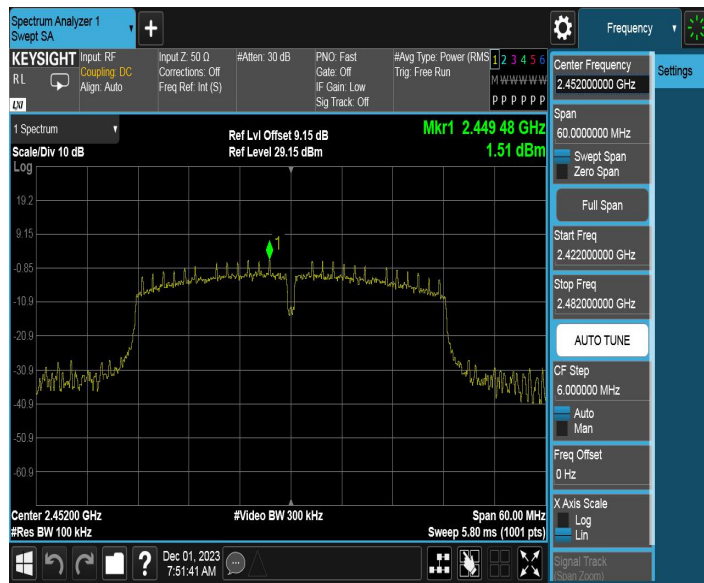 Spectrum Analyzer 1
Swept SA
+
Frequency
KEYSIGHT
RL
LXI
Input: RF
Coupling: DC
Align: Auto
Input Z: 50 Ω
Corrections: Off
Freq Ref: Int (S)
#Atten: 30 dB
PNO: Fast
Gate: Off
IF Gain: Low
Sig Track: Off
#Avg Type: Power (RMS
Trig: Free Run
1 2 3 4 5 6
M W W W W W
P P P P P P
Center Frequency
2.452000000 GHz
Settings
Span
60.0000000 MHz
Swept Span
Zero Span
Full Span
Start Freq
2.422000000 GHz
Stop Freq
2.482000000 GHz
AUTO TUNE
CF Step
6.000000 MHz
Auto
Man
Freq Offset
0 Hz
X Axis Scale
Log
Lin
Signal Track
(Span Zoom)
1 Spectrum
Scale/Div 10 dB
Log
Ref Lvl Offset 9.15 dB
Ref Level 29.15 dBm
Mkr1 2.449 48 GHz
1.51 dBm
19.2
9.15
-0.85
-10.9
-20.9
-30.9
-40.9
-50.9
-60.9
1
Center 2.45200 GHz
#Res BW 100 kHz
#Video BW 300 kHz
Span 60.00 MHz
Sweep 5.80 ms (1001 pts)
?
Dec 01, 2023
7:51:41 AM